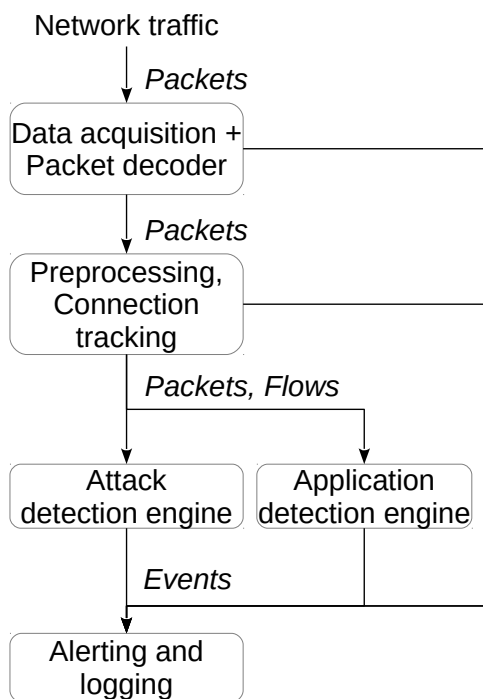 Network traffic
Packets
Data acquisition +
Packet decoder
Packets
Preprocessing,
Connection
tracking
Packets, Flows
Attack
detection engine
Application
detection engine
Events
Alerting and
logging